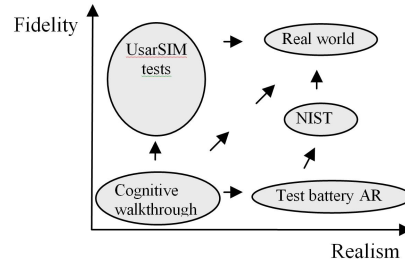 Fidelity
UsarSIM
tests
Real world
NIST
Cognitive
walkthrough
Test battery AR
Realism